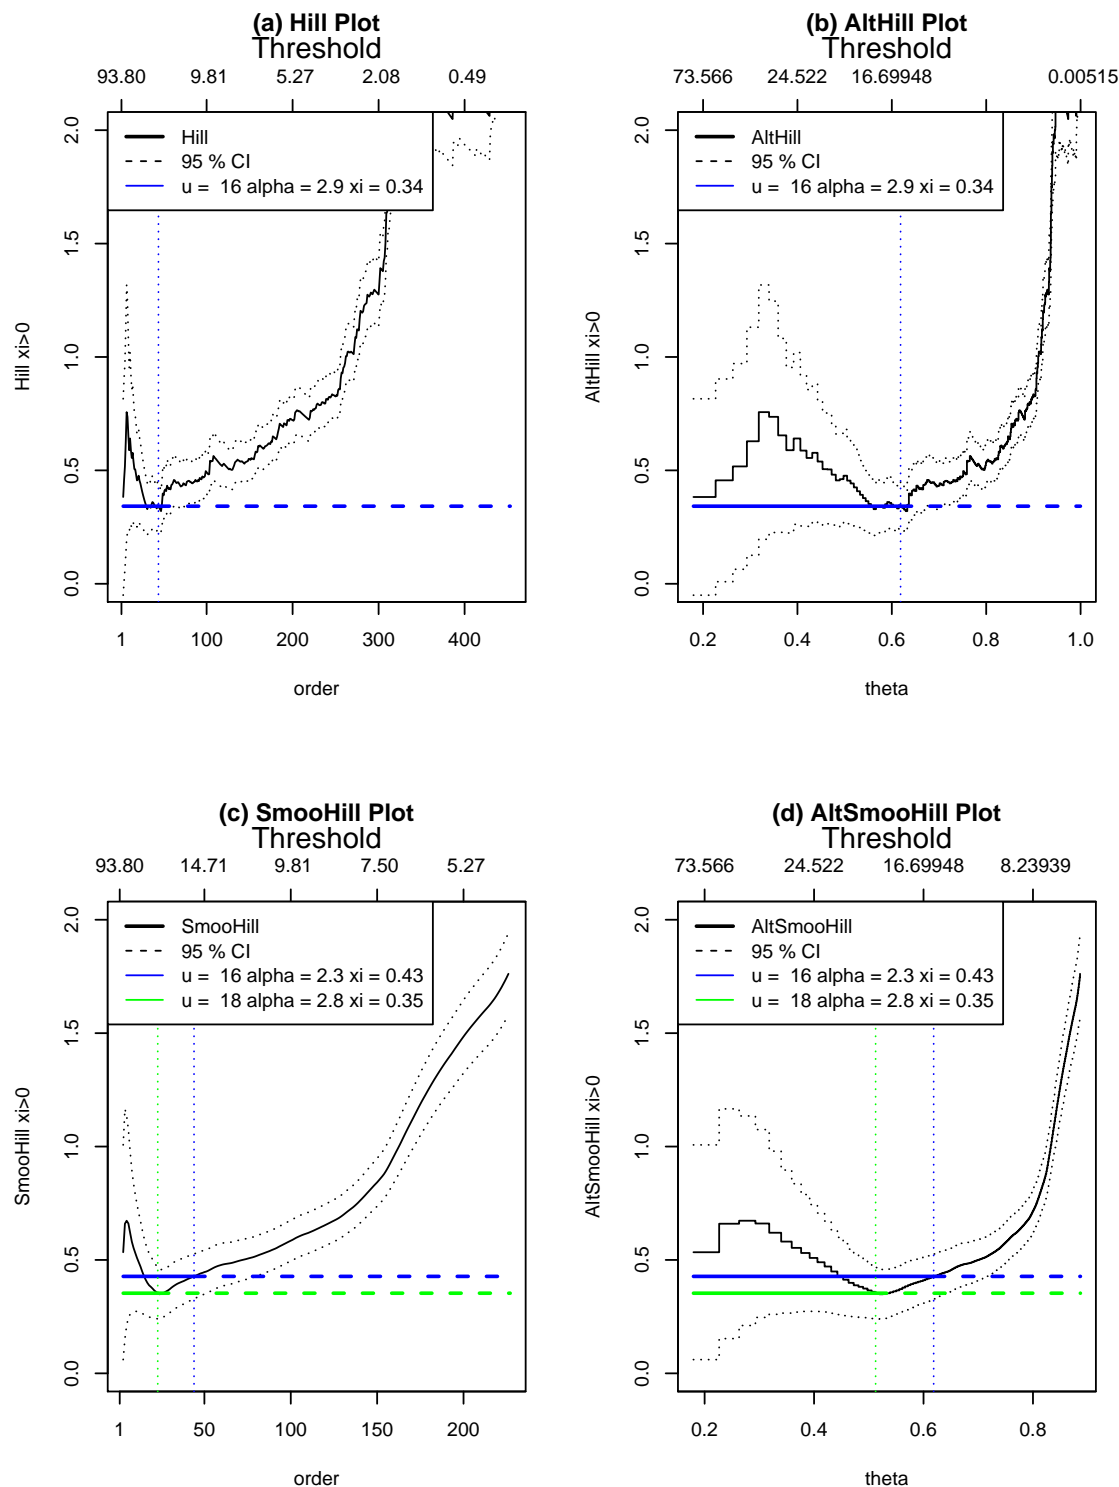 (a) Hill Plot
Threshold
93.80 9.81 5.27 2.08 0.49
Hill
95 % CI
u = 16 alpha = 2.9 xi = 0.34
Hill xi>0
0.0 0.5 1.0 1.5 2.0
1 100 200 300 400
order
(b) AltHill Plot
Threshold
73.566 24.522 16.69948 0.00515
AltHill
95 % CI
u = 16 alpha = 2.9 xi = 0.34
AltHill xi>0
0.0 0.5 1.0 1.5 2.0
0.2 0.4 0.6 0.8 1.0
theta
(c) SmooHill Plot
Threshold
93.80 14.71 9.81 7.50 5.27
SmooHill
95 % CI
u = 16 alpha = 2.3 xi = 0.43
u = 18 alpha = 2.8 xi = 0.35
SmooHill xi>0
0.0 0.5 1.0 1.5 2.0
1 50 100 150 200
order
(d) AltSmooHill Plot
Threshold
73.566 24.522 16.69948 8.23939
AltSmooHill
95 % CI
u = 16 alpha = 2.3 xi = 0.43
u = 18 alpha = 2.8 xi = 0.35
AltSmooHill xi>0
0.0 0.5 1.0 1.5 2.0
0.2 0.4 0.6 0.8
theta